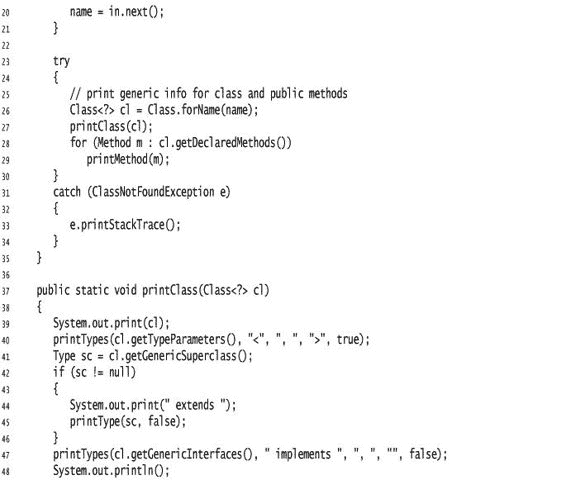 20 name = in.next();
21 }
22
23 try
24 {
25 // print generic info for class and public methods
26 Class<?> cl = Class.forName(name);
27 printClass(cl);
28 for (Method m : cl.getDeclaredMethods())
29 printMethod(m);
30 }
31 catch (ClassNotFoundException e)
32 {
33 e.printStackTrace();
34 }
35 }
36
37 public static void printClass(Class<?> cl)
38 {
39 System.out.print(cl);
40 printTypes(cl.getTypeParameters(), "<", ", ", ">", true);
41 Type sc = cl.getGenericSuperclass();
42 if (sc != null)
43 {
44 System.out.print(" extends ");
45 printType(sc, false);
46 }
47 printTypes(cl.getGenericInterfaces(), " implements ", ", ", "", false);
48 System.out.println();